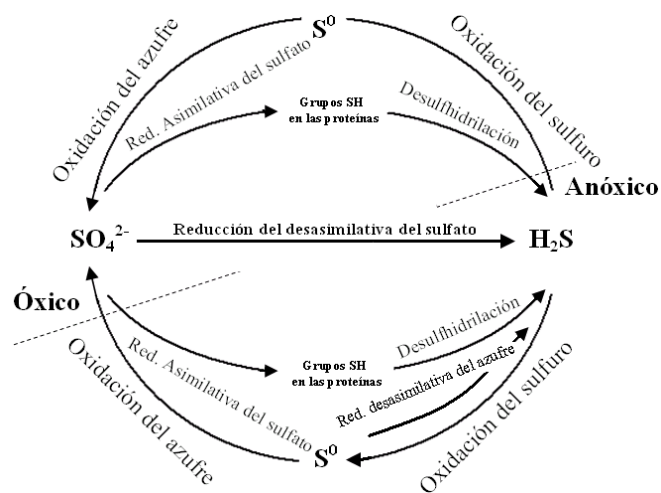 S⁰
Oxidación del azufre
Red. Asimilativa del sulfato
Oxidación del sulfuro
Grupos SH
en las proteínas
Desulfhidrilación
Anóxico
SO₄²⁻
Reducción del desasimilativa del sulfato
H₂S
Óxico
Desulfhidrilación
Grupos SH
en las proteínas
Red. Asimilativa del sulfato
Red. desasimilativa del azufre
Oxidación del azufre
Oxidación del sulfuro
S⁰